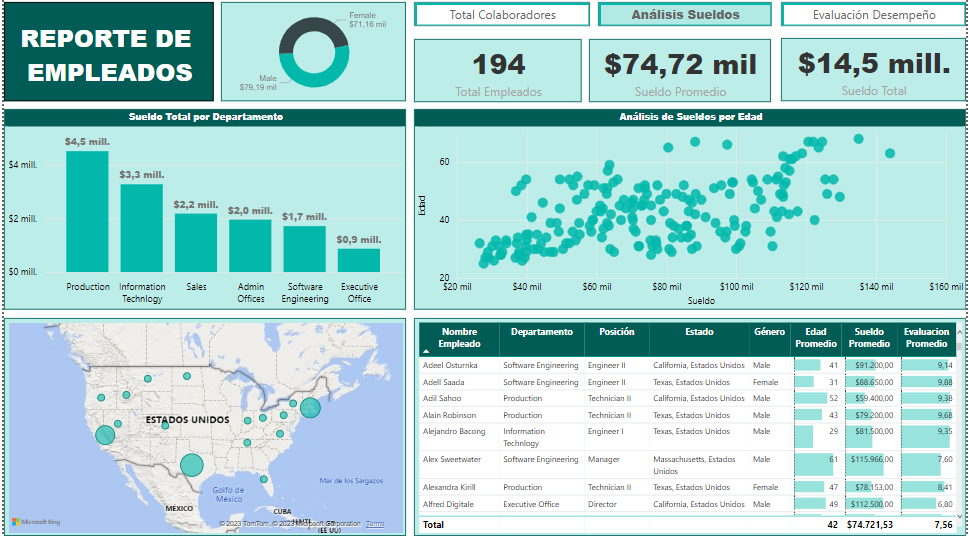 REPORTE DE
EMPLEADOS
Female
$71,16 mil
Male
$79,19 mil
Total Colaboradores
Análisis Sueldos
Evaluación Desempeño
194
Total Empleados
$74,72 mil
Sueldo Promedio
$14,5 mill.
Sueldo Total
Sueldo Total por Departamento
$4 mill.
$2 mill.
$0 mill.
$4,5 mill.
$3,3 mill.
$2,2 mill.
$2,0 mill.
$1,7 mill.
$0,9 mill.
Production
Information
Technlogy
Sales
Admin
Offices
Software
Engineering
Executive
Office
Análisis de Sueldos por Edad
Edad
60
40
20
$20 mil
$40 mil
$60 mil
$80 mil
$100 mil
$120 mil
$140 mil
$160 mil
Sueldo
ESTADOS UNIDOS
Golfo de
México
Mar de los Sargazos
MÉXICO
CUBA
HAITÍ
(EE UU)
Microsoft Bing
© 2023 TomTom, © 2023 Microsoft Corporation Terms
Nombre Empleado Departamento Posición Estado Género Edad Promedio Sueldo Promedio Evaluacion Promedio
Adeel Osturnka Software Engineering Engineer II California, Estados Unidos Male 41 $91.200,00 9,14
Adell Saada Software Engineering Engineer II Texas, Estados Unidos Female 31 $88.650,00 9,88
Adil Sahoo Production Technician II California, Estados Unidos Male 52 $59.400,00 9,38
Alain Robinson Production Technician II Texas, Estados Unidos Male 43 $79.200,00 9,68
Alejandro Bacong Information Technlogy Engineer I Texas, Estados Unidos Male 29 $81.500,00 9,35
Alex Sweetwater Software Engineering Manager Massachusetts, Estados Unidos Male 61 $115.966,00 7,60
Alexandra Kirill Production Technician II Texas, Estados Unidos Female 47 $78.153,00 8,41
Alfred Digitale Executive Office Director California, Estados Unidos Male 49 $112.500,00 6,80
Total 42 $74.721,53 7,56